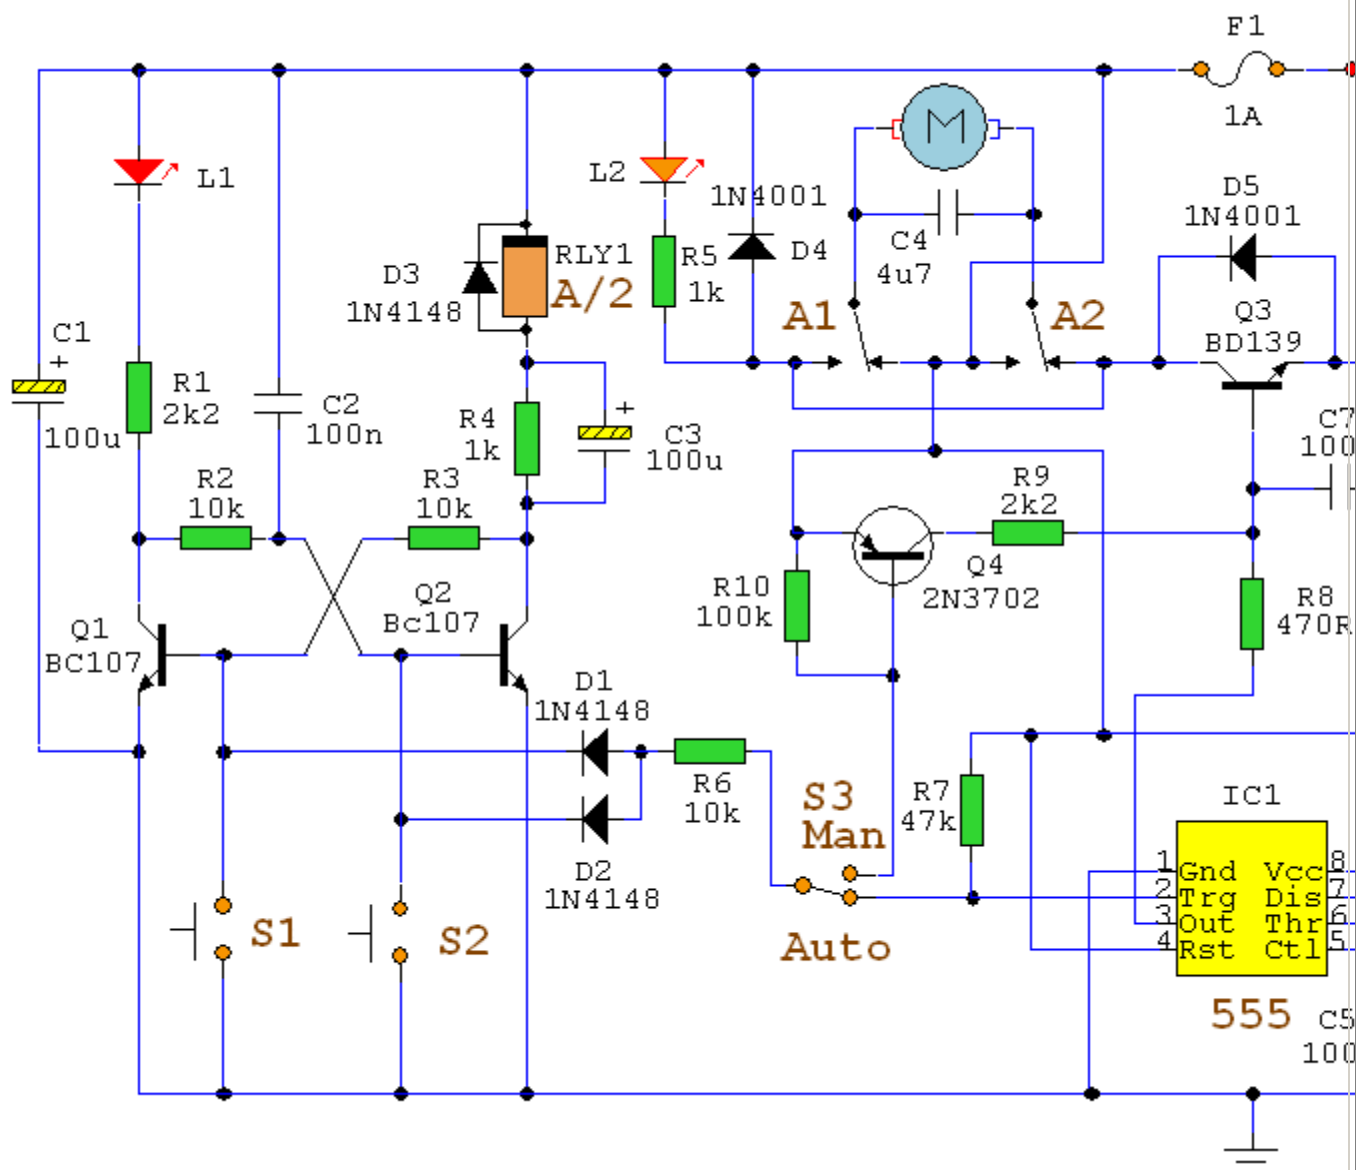 F1
1A
L1
L2
1N4001
D4
R5
1k
M
C4
4u7
D5
1N4001
Q3
BD139
RLY1
A/2
D3
1N4148
A1
A2
C1
+
100u
R1
2k2
C2
100n
R4
1k
+
C3
100u
C7
100
R2
10k
R3
10k
R9
2k2
Q4
2N3702
R10
100k
R8
470R
Q1
BC107
Q2
Bc107
D1
1N4148
R6
10k
D2
1N4148
S3
Man
Auto
R7
47k
IC1
1 Gnd Vcc 8
2 Trg Dis 7
3 Out Thr 6
4 Rst Ctl 5
555
S1
S2
C5
100